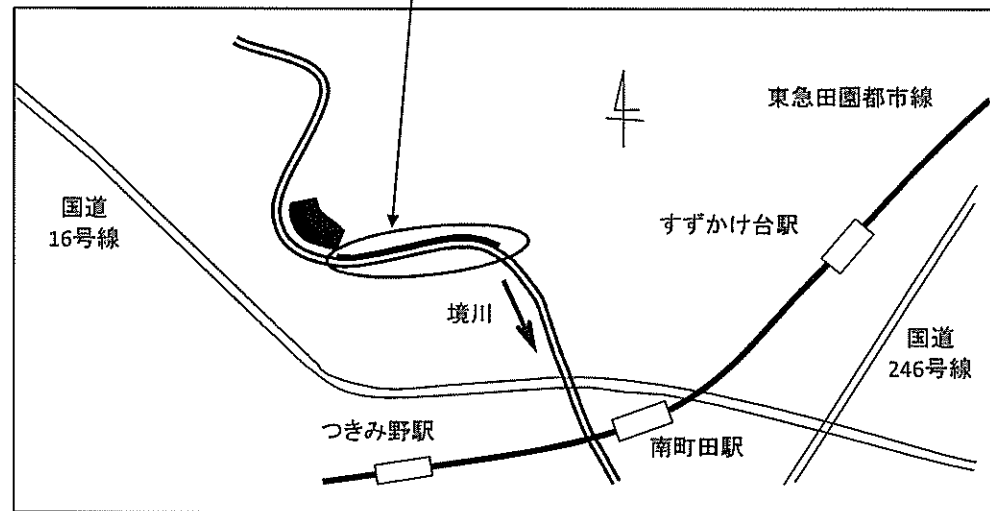 東急田園都市線
国道
16号線
すずかけ台駅
境川
国道
246号線
つきみ野駅
南町田駅